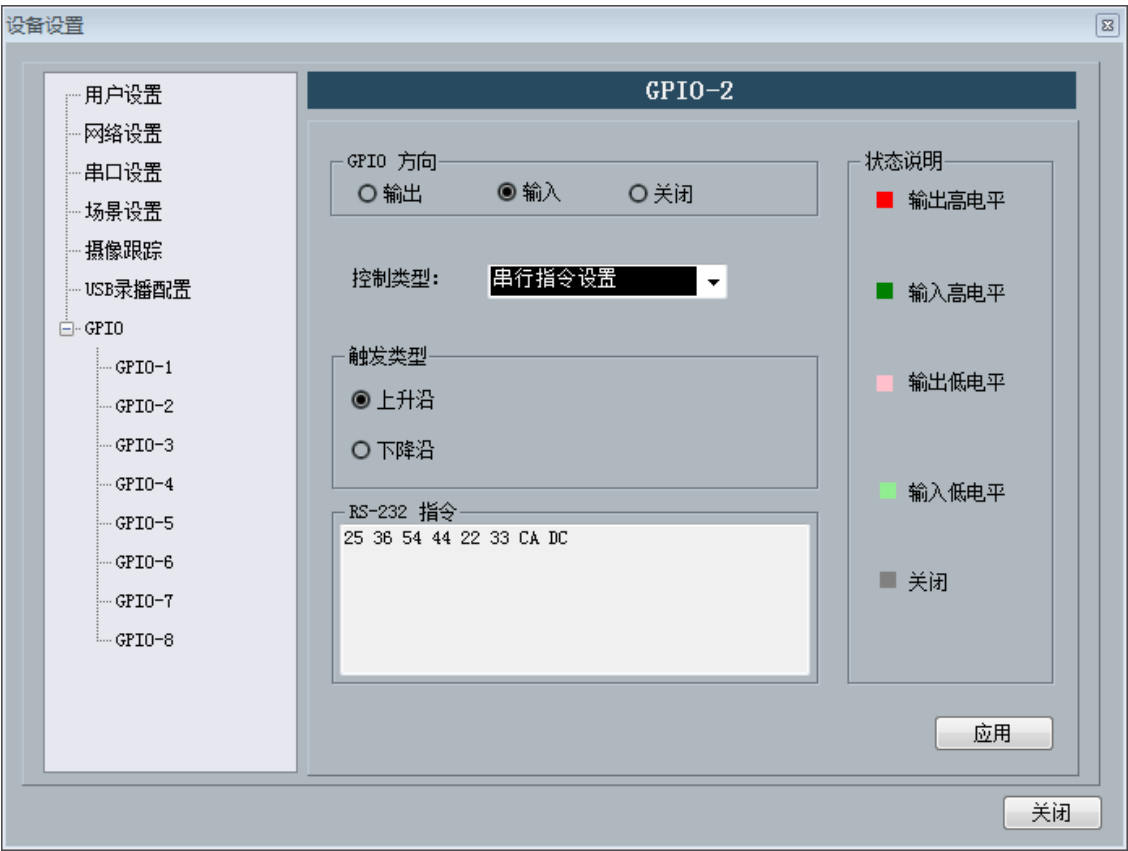 设备设置
用户设置
网络设置
串口设置
场景设置
摄像跟踪
USB录播配置
GPIO
GPIO-1
GPIO-2
GPIO-3
GPIO-4
GPIO-5
GPIO-6
GPIO-7
GPIO-8
GPIO-2
GPIO 方向
输出 输入 关闭
控制类型: 串行指令设置
触发类型
上升沿
下降沿
RS-232 指令
25 36 54 44 22 33 CA DC
状态说明
输出高电平
输入高电平
输出低电平
输入低电平
关闭
应用
关闭